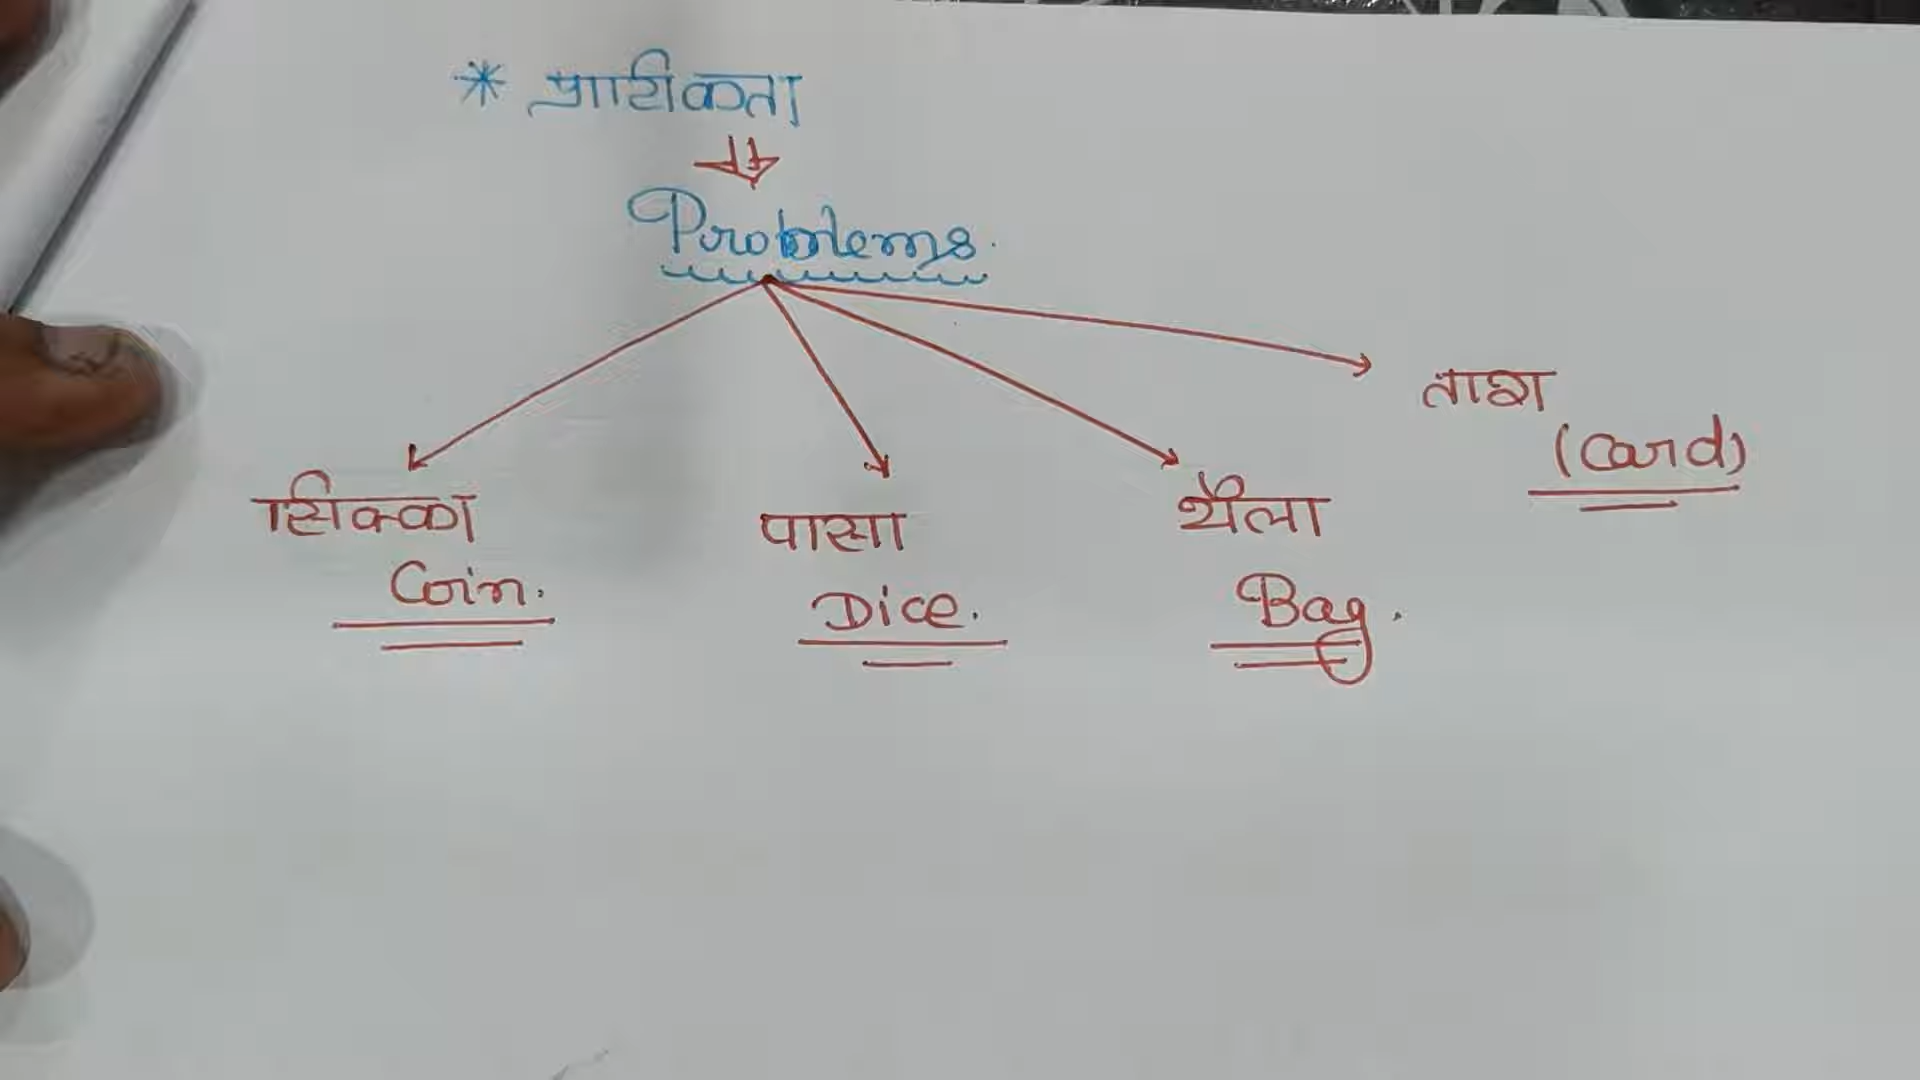 * प्रायिकता
Problems.
ताश
(Card)
सिक्का
Coin.
पासा
Dice.
थैला
Bag.